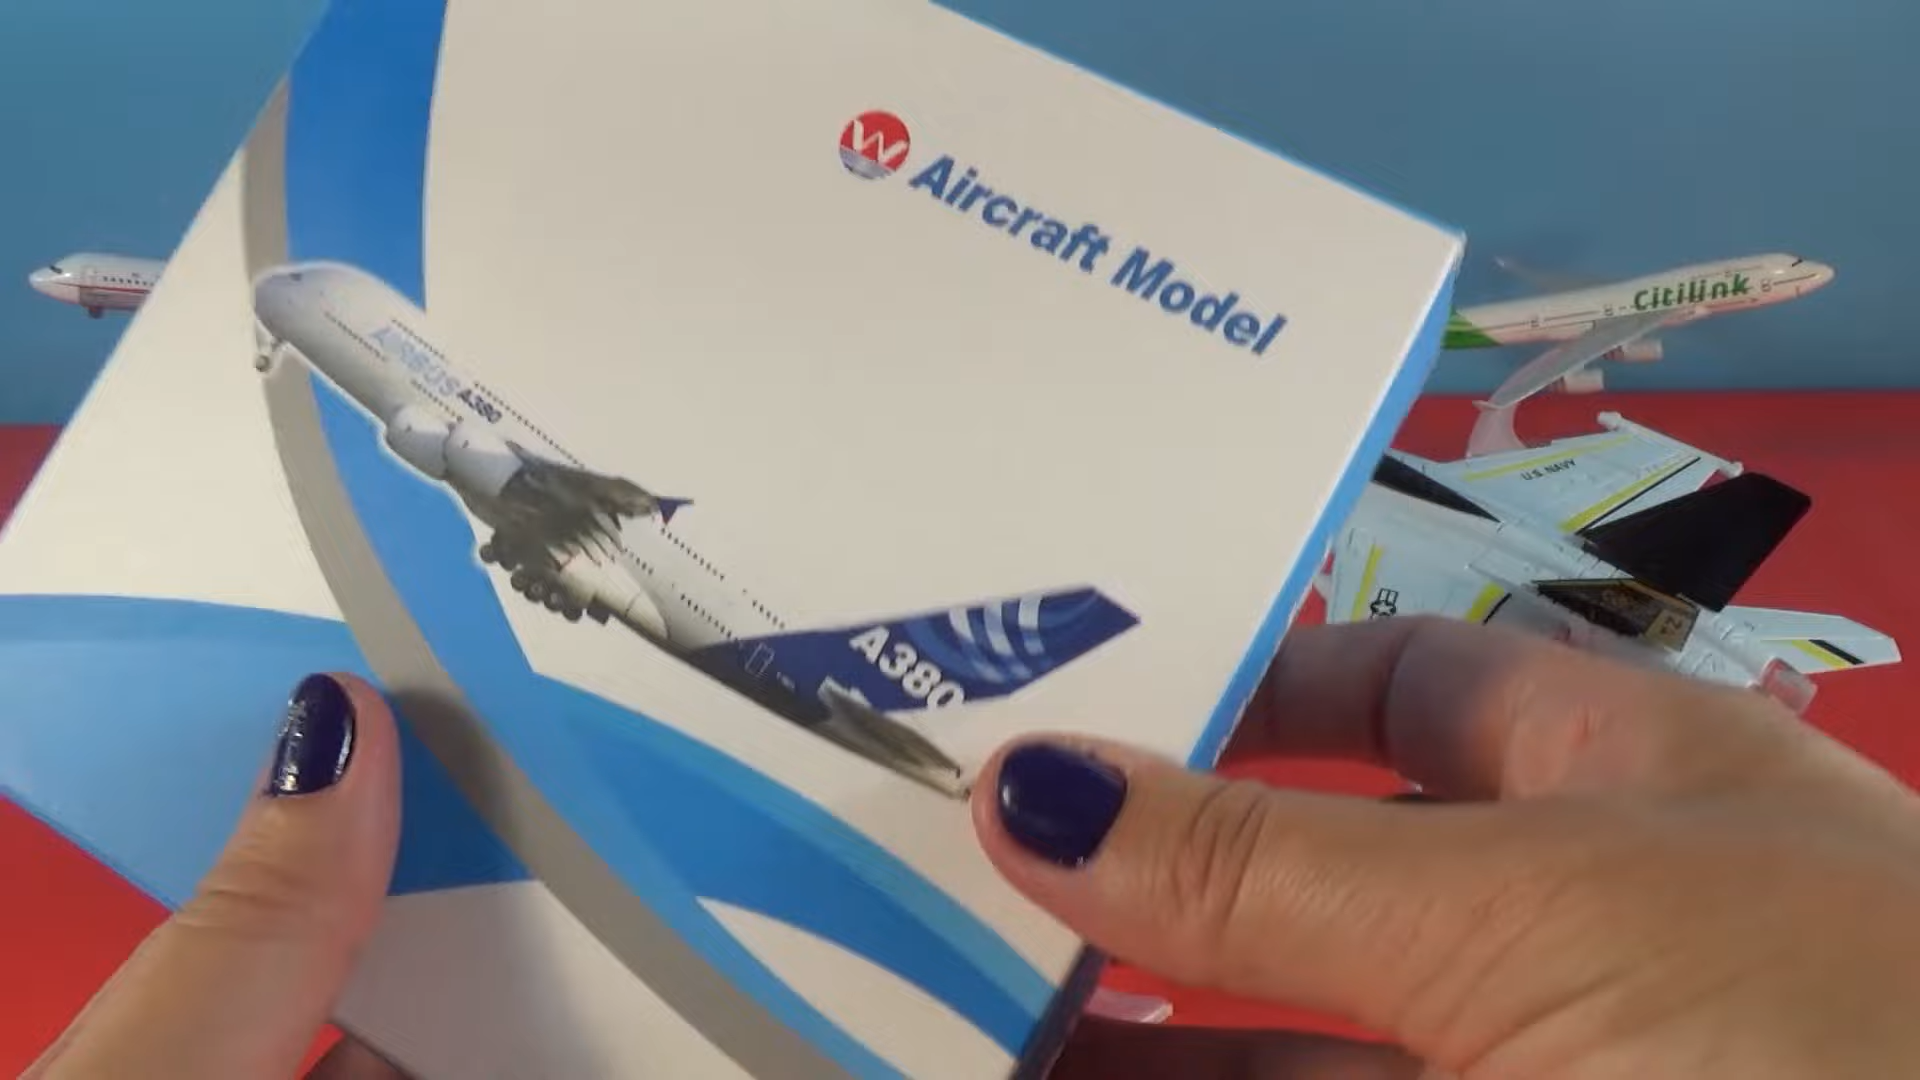 W Aircraft Model
AIRBUS A380
A380
citilink
U.S. NAVY